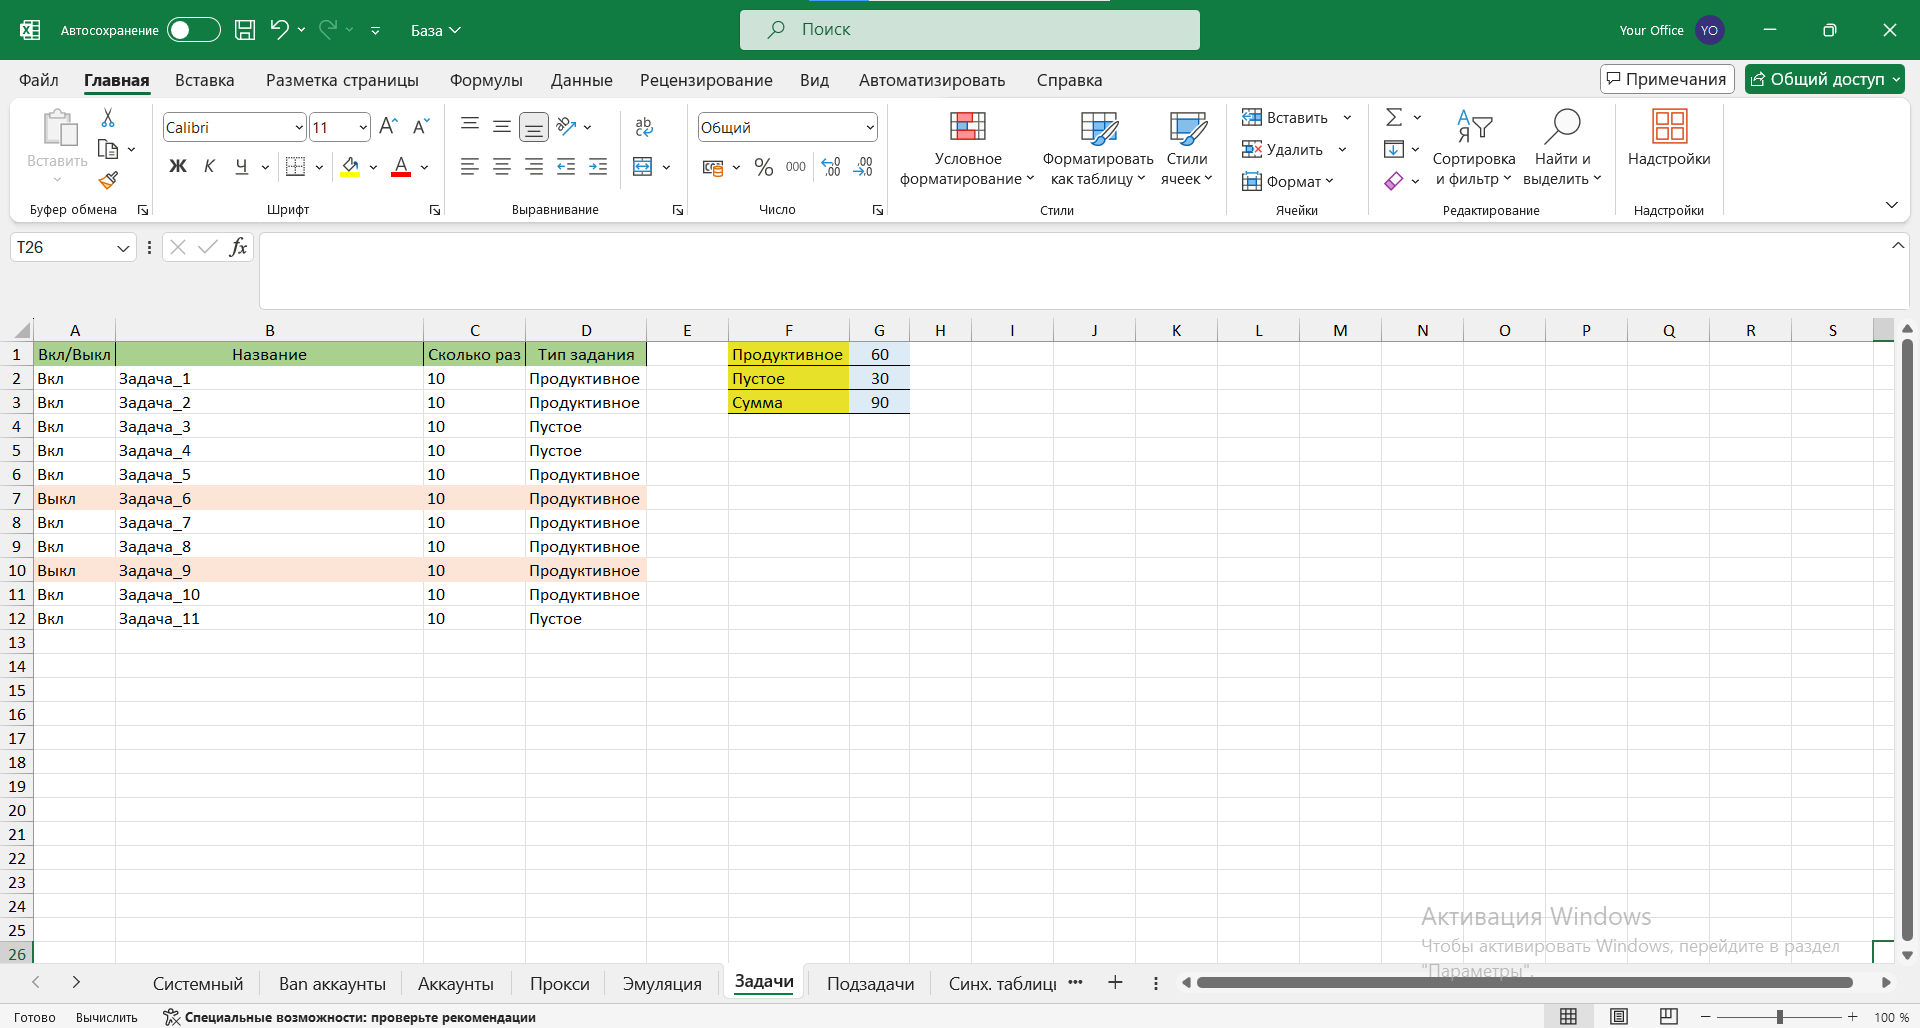 Автосохранение
База
Поиск
Your Office YO
Файл Главная Вставка Разметка страницы Формулы Данные Рецензирование Вид Автоматизировать Справка Примечания Общий доступ
Вставить
Буфер обмена
Calibri 11
Ж К Ч
Шрифт
ab
Выравнивание
Общий
% 000
Число
Условное форматирование
Форматировать как таблицу
Стили ячеек
Стили
Вставить
Удалить
Формат
Ячейки
Сортировка и фильтр
Найти и выделить
Редактирование
Надстройки
Надстройки
T26 fx
A B C D E F G H I J K L M N O P Q R S
1 Вкл/Выкл Название Сколько раз Тип задания Продуктивное 60
2 Вкл Задача_1 10 Продуктивное Пустое 30
3 Вкл Задача_2 10 Продуктивное Сумма 90
4 Вкл Задача_3 10 Пустое
5 Вкл Задача_4 10 Пустое
6 Вкл Задача_5 10 Продуктивное
7 Выкл Задача_6 10 Продуктивное
8 Вкл Задача_7 10 Продуктивное
9 Вкл Задача_8 10 Продуктивное
10 Выкл Задача_9 10 Продуктивное
11 Вкл Задача_10 10 Продуктивное
12 Вкл Задача_11 10 Пустое
13
14
15
16
17
18
19
20
21
22
23
24
25
26
Активация Windows
Чтобы активировать Windows, перейдите в раздел
"Параметры".
Системный Ban аккаунты Аккаунты Прокси Эмуляция Задачи Подзадачи Синх. таблиц
Готово Вычислить Специальные возможности: проверьте рекомендации 100 %